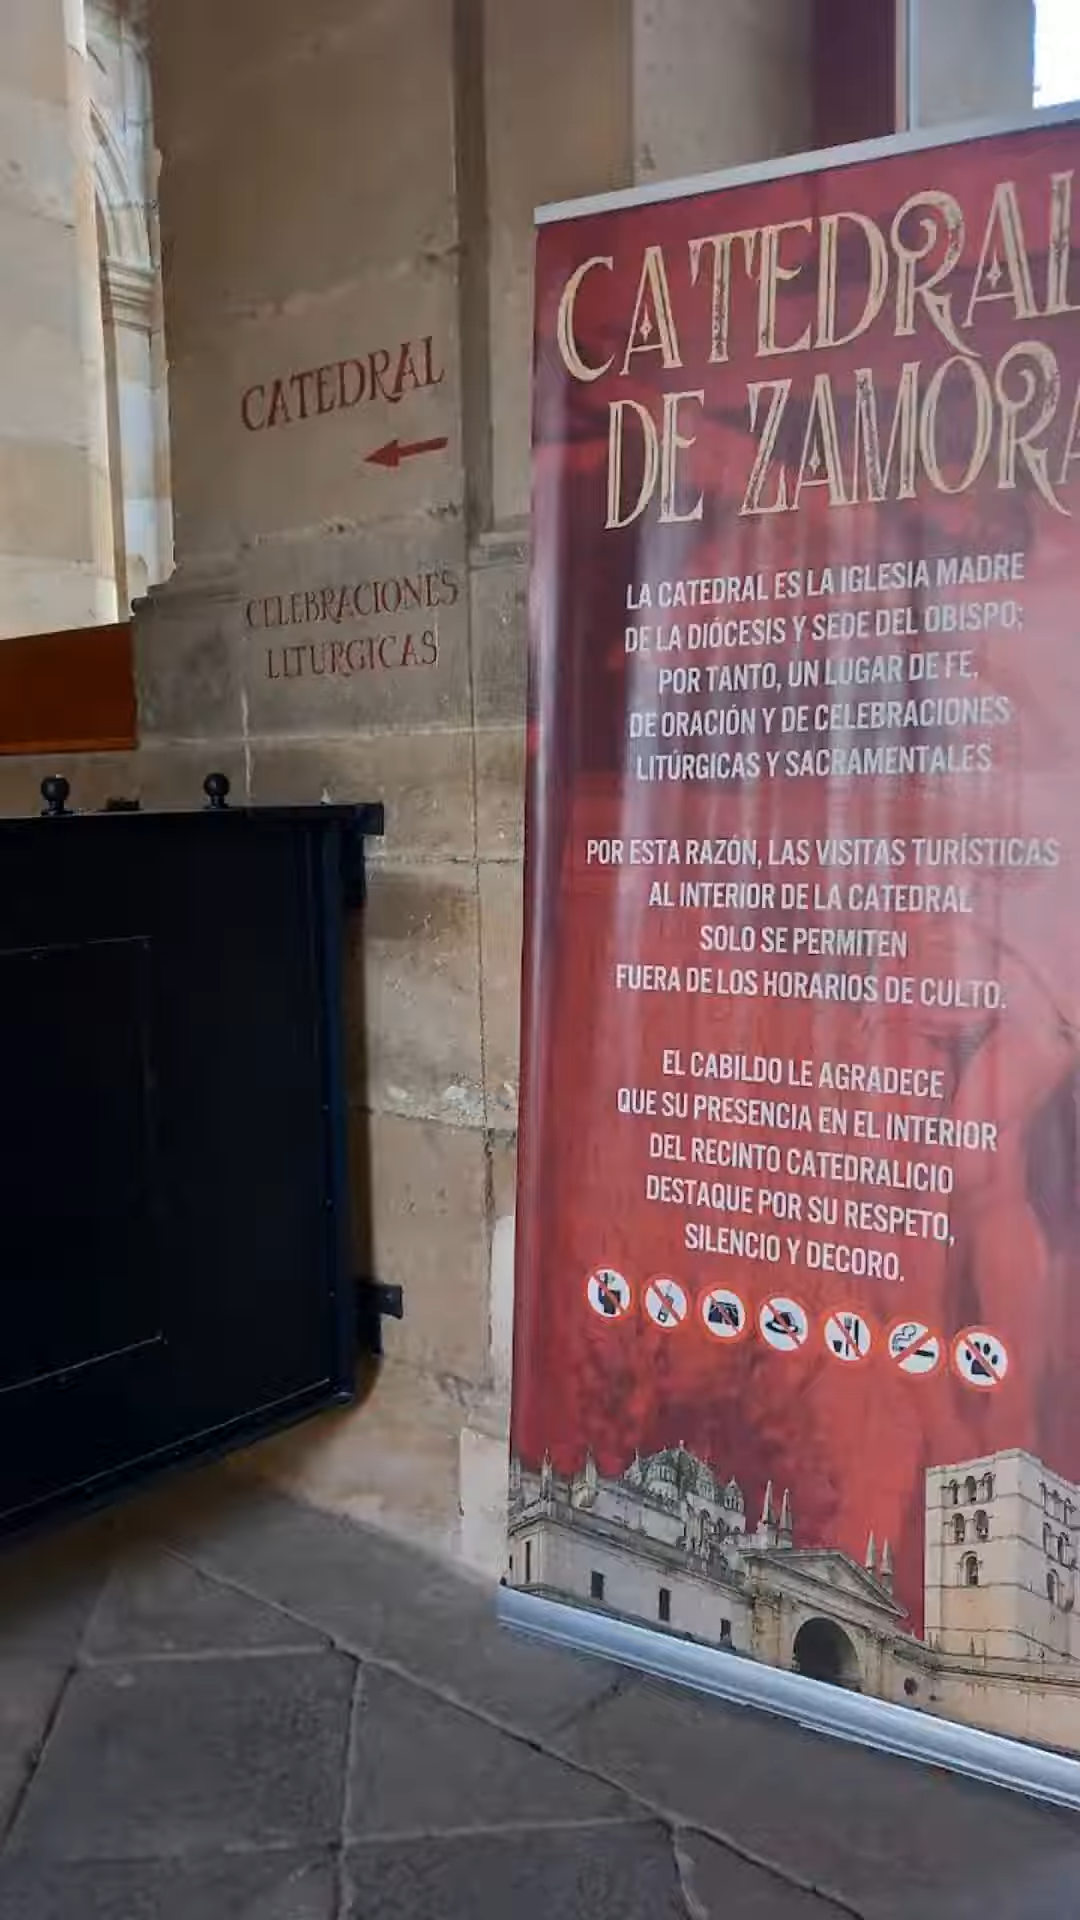 CATEDRAL
CELEBRACIONES
LITURGICAS
CATEDRAL
DE ZAMORA
LA CATEDRAL ES LA IGLESIA MADRE
DE LA DIÓCESIS Y SEDE DEL OBISPO;
POR TANTO, UN LUGAR DE FE,
DE ORACIÓN Y DE CELEBRACIONES
LITÚRGICAS Y SACRAMENTALES
POR ESTA RAZÓN, LAS VISITAS TURÍSTICAS
AL INTERIOR DE LA CATEDRAL
SOLO SE PERMITEN
FUERA DE LOS HORARIOS DE CULTO.
EL CABILDO LE AGRADECE
QUE SU PRESENCIA EN EL INTERIOR
DEL RECINTO CATEDRALICIO
DESTAQUE POR SU RESPETO,
SILENCIO Y DECORO.